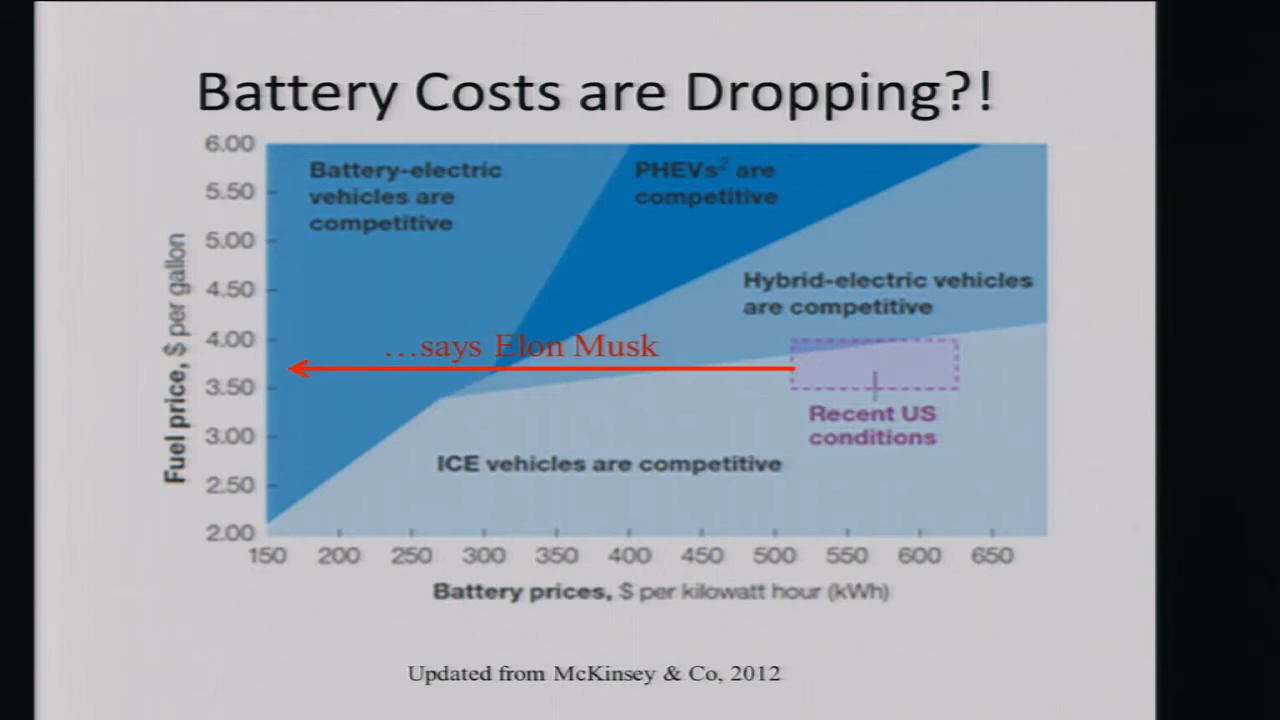 Battery Costs are Dropping?!
6.00
5.50
5.00
4.50
4.00
3.50
3.00
2.50
2.00
Fuel price, $ per gallon
Battery-electric
vehicles are
competitive
PHEVs² are
competitive
Hybrid-electric vehicles
are competitive
…says Elon Musk
Recent US
conditions
ICE vehicles are competitive
150 200 250 300 350 400 450 500 550 600 650
Battery prices, $ per kilowatt hour (kWh)
Updated from McKinsey & Co, 2012